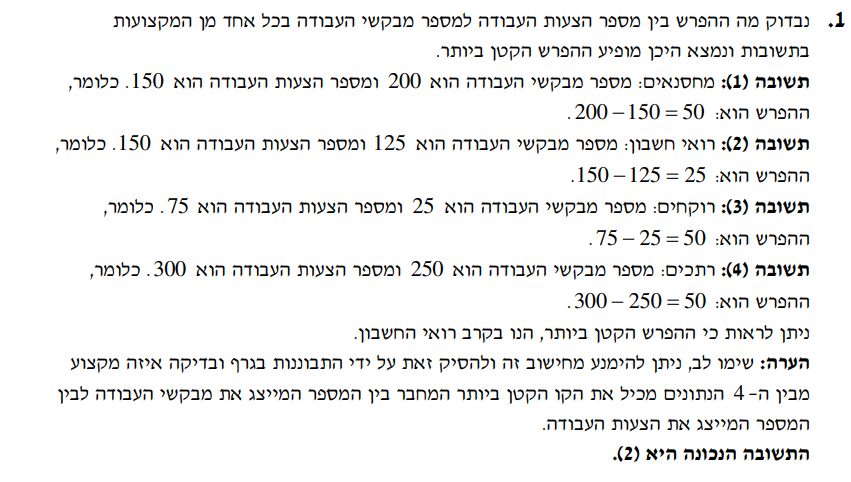 1. נבדוק מה ההפרש בין מספר הצעות העבודה למספר מבקשי העבודה בכל אחד מן המקצועות
בתשובות ונמצא היכן מופיע ההפרש הקטן ביותר.
תשובה (1): מחסנאים: מספר מבקשי העבודה הוא 200 ומספר הצעות העבודה הוא 150. כלומר,
ההפרש הוא: 200 – 150 = 50.
תשובה (2): רואי חשבון: מספר מבקשי העבודה הוא 125 ומספר הצעות העבודה הוא 150. כלומר,
ההפרש הוא: 150 – 125 = 25.
תשובה (3): רוקחים: מספר מבקשי העבודה הוא 25 ומספר הצעות העבודה הוא 75. כלומר,
ההפרש הוא: 75 – 25 = 50.
תשובה (4): רתכים: מספר מבקשי העבודה הוא 250 ומספר הצעות העבודה הוא 300. כלומר,
ההפרש הוא: 300 – 250 = 50.
ניתן לראות כי ההפרש הקטן ביותר, הנו בקרב רואי החשבון.
הערה: שימו לב, ניתן להימנע מחישוב זה ולהסיק זאת על ידי התבוננות בגרף ובדיקה איזה מקצוע
מבין ה- 4 הנתונים מכיל את הקו הקטן ביותר המחבר בין המספר המייצג את מבקשי העבודה לבין
המספר המייצג את הצעות העבודה.
התשובה הנכונה היא (2).